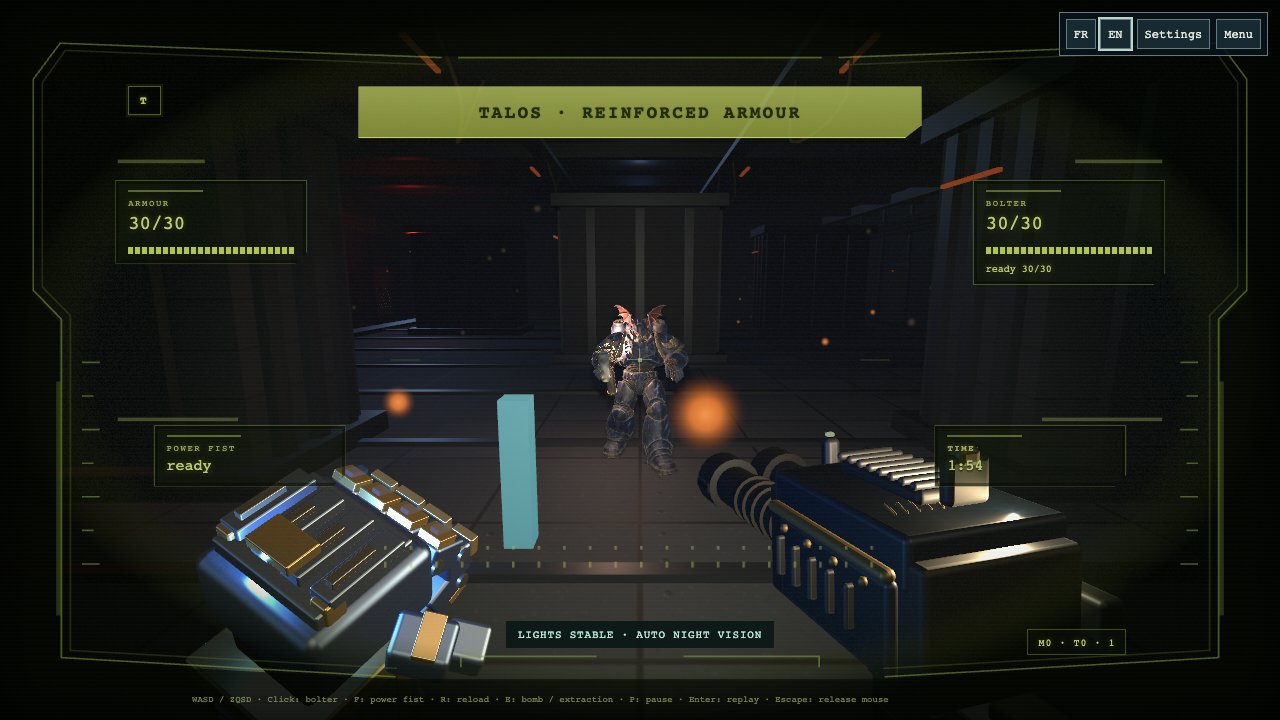 FR EN Settings Menu
T
TALOS · REINFORCED ARMOUR
ARMOUR
30/30
BOLTER
30/30
ready 30/30
POWER FIST
ready
TIME
1:54
LIGHTS STABLE · AUTO NIGHT VISION
M0 · T0 · 1
WASD / ZQSD · Click: bolter · F: power fist · R: reload · E: bomb / extraction · P: pause · Enter: replay · Escape: release mouse